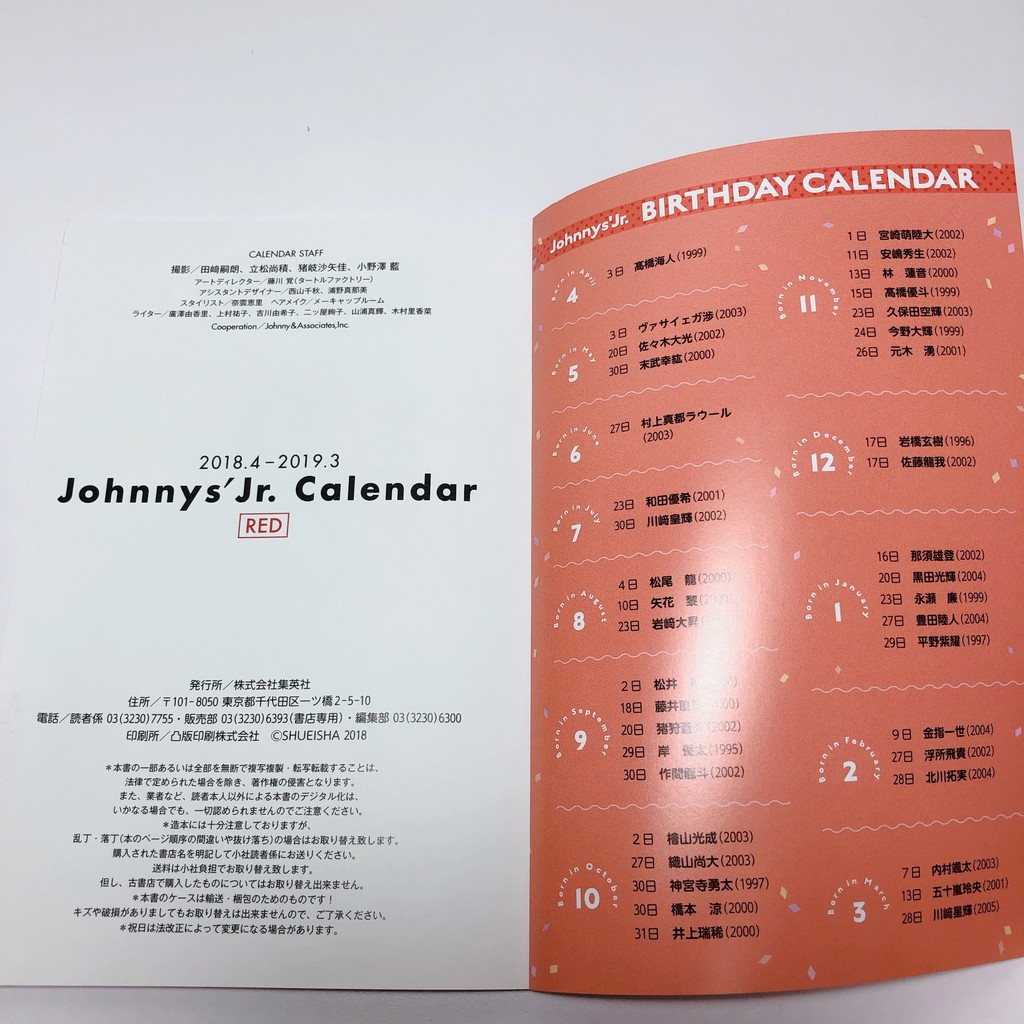 CALENDAR STAFF
撮影／田﨑嗣朗、立松尚積、猪岐沙矢佳、小野澤 藍
アートディレクター／藤川 覚(タートルファクトリー)
アシスタントデザイナー／西山千秋、浦野真那美
スタイリスト／奈雲恵里　ヘアメイク／メーキャップルーム
ライター／廣澤由香里、上村祐子、吉川由希子、二ッ屋絢子、山浦真輝、木村里香菜
Cooperation／Johnny&Associates,Inc.
2018.4–2019.3
Johnnys'Jr. Calendar
RED
発行所／株式会社集英社
住所／〒101-8050 東京都千代田区一ツ橋2-5-10
電話／読者係 03(3230)7755・販売部 03(3230)6393(書店専用)・編集部 03(3230)6300
印刷所／凸版印刷株式会社　©SHUEISHA 2018
＊本書の一部あるいは全部を無断で複写複製・転写転載することは、
法律で定められた場合を除き、著作権の侵害となります。
また、業者など、読者本人以外による本書のデジタル化は、
いかなる場合でも、一切認められませんのでご注意ください。
＊造本には十分注意しておりますが、
乱丁・落丁(本のページ順序の間違いや抜け落ち)の場合はお取り替え致します。
購入された書店名を明記して小社読者係にお送りください。
送料は小社負担でお取り替え致します。
但し、古書店で購入したものについてはお取り替え出来ません。
＊本書のケースは輸送・梱包のためのものです！
キズや破損がありましてもお取り替えは出来ませんので、ご了承ください。
＊祝日は法改正によって変更になる場合があります。
Johnnys'Jr. BIRTHDAY CALENDAR
Born in April
4
3日　髙橋海人(1999)
Born in May
5
3日　ヴァサイェガ渉(2003)
20日　佐々木大光(2002)
30日　末武幸紘(2000)
Born in June
6
27日　村上真都ラウール
(2003)
Born in July
7
23日　和田優希(2001)
30日　川﨑皇輝(2002)
Born in August
8
4日　松尾　龍(2000)
10日　矢花　黎
23日　岩﨑大昇
Born in September
9
2日　松井
18日　藤井直
20日　猪狩蒼弥(2002)
29日　岸　優太(1995)
30日　作間龍斗(2002)
Born in October
10
2日　檜山光成(2003)
27日　織山尚大(2003)
30日　神宮寺勇太(1997)
30日　橋本　涼(2000)
31日　井上瑞稀(2000)
Born in November
11
1日　宮崎萌陸大(2002)
11日　安嶋秀生(2002)
13日　林　蓮音(2000)
15日　髙橋優斗(1999)
23日　久保田空輝(2003)
24日　今野大輝(1999)
26日　元木　湧(2001)
Born in December
12
17日　岩橋玄樹(1996)
17日　佐藤龍我(2002)
Born in January
1
16日　那須雄登(2002)
20日　黒田光輝(2004)
23日　永瀬　廉(1999)
27日　豊田陸人(2004)
29日　平野紫耀(1997)
Born in February
2
9日　金指一世(2004)
27日　浮所飛貴(2002)
28日　北川拓実(2004)
Born in March
3
7日　内村颯太(2003)
13日　五十嵐玲央(2001)
28日　川﨑星輝(2005)